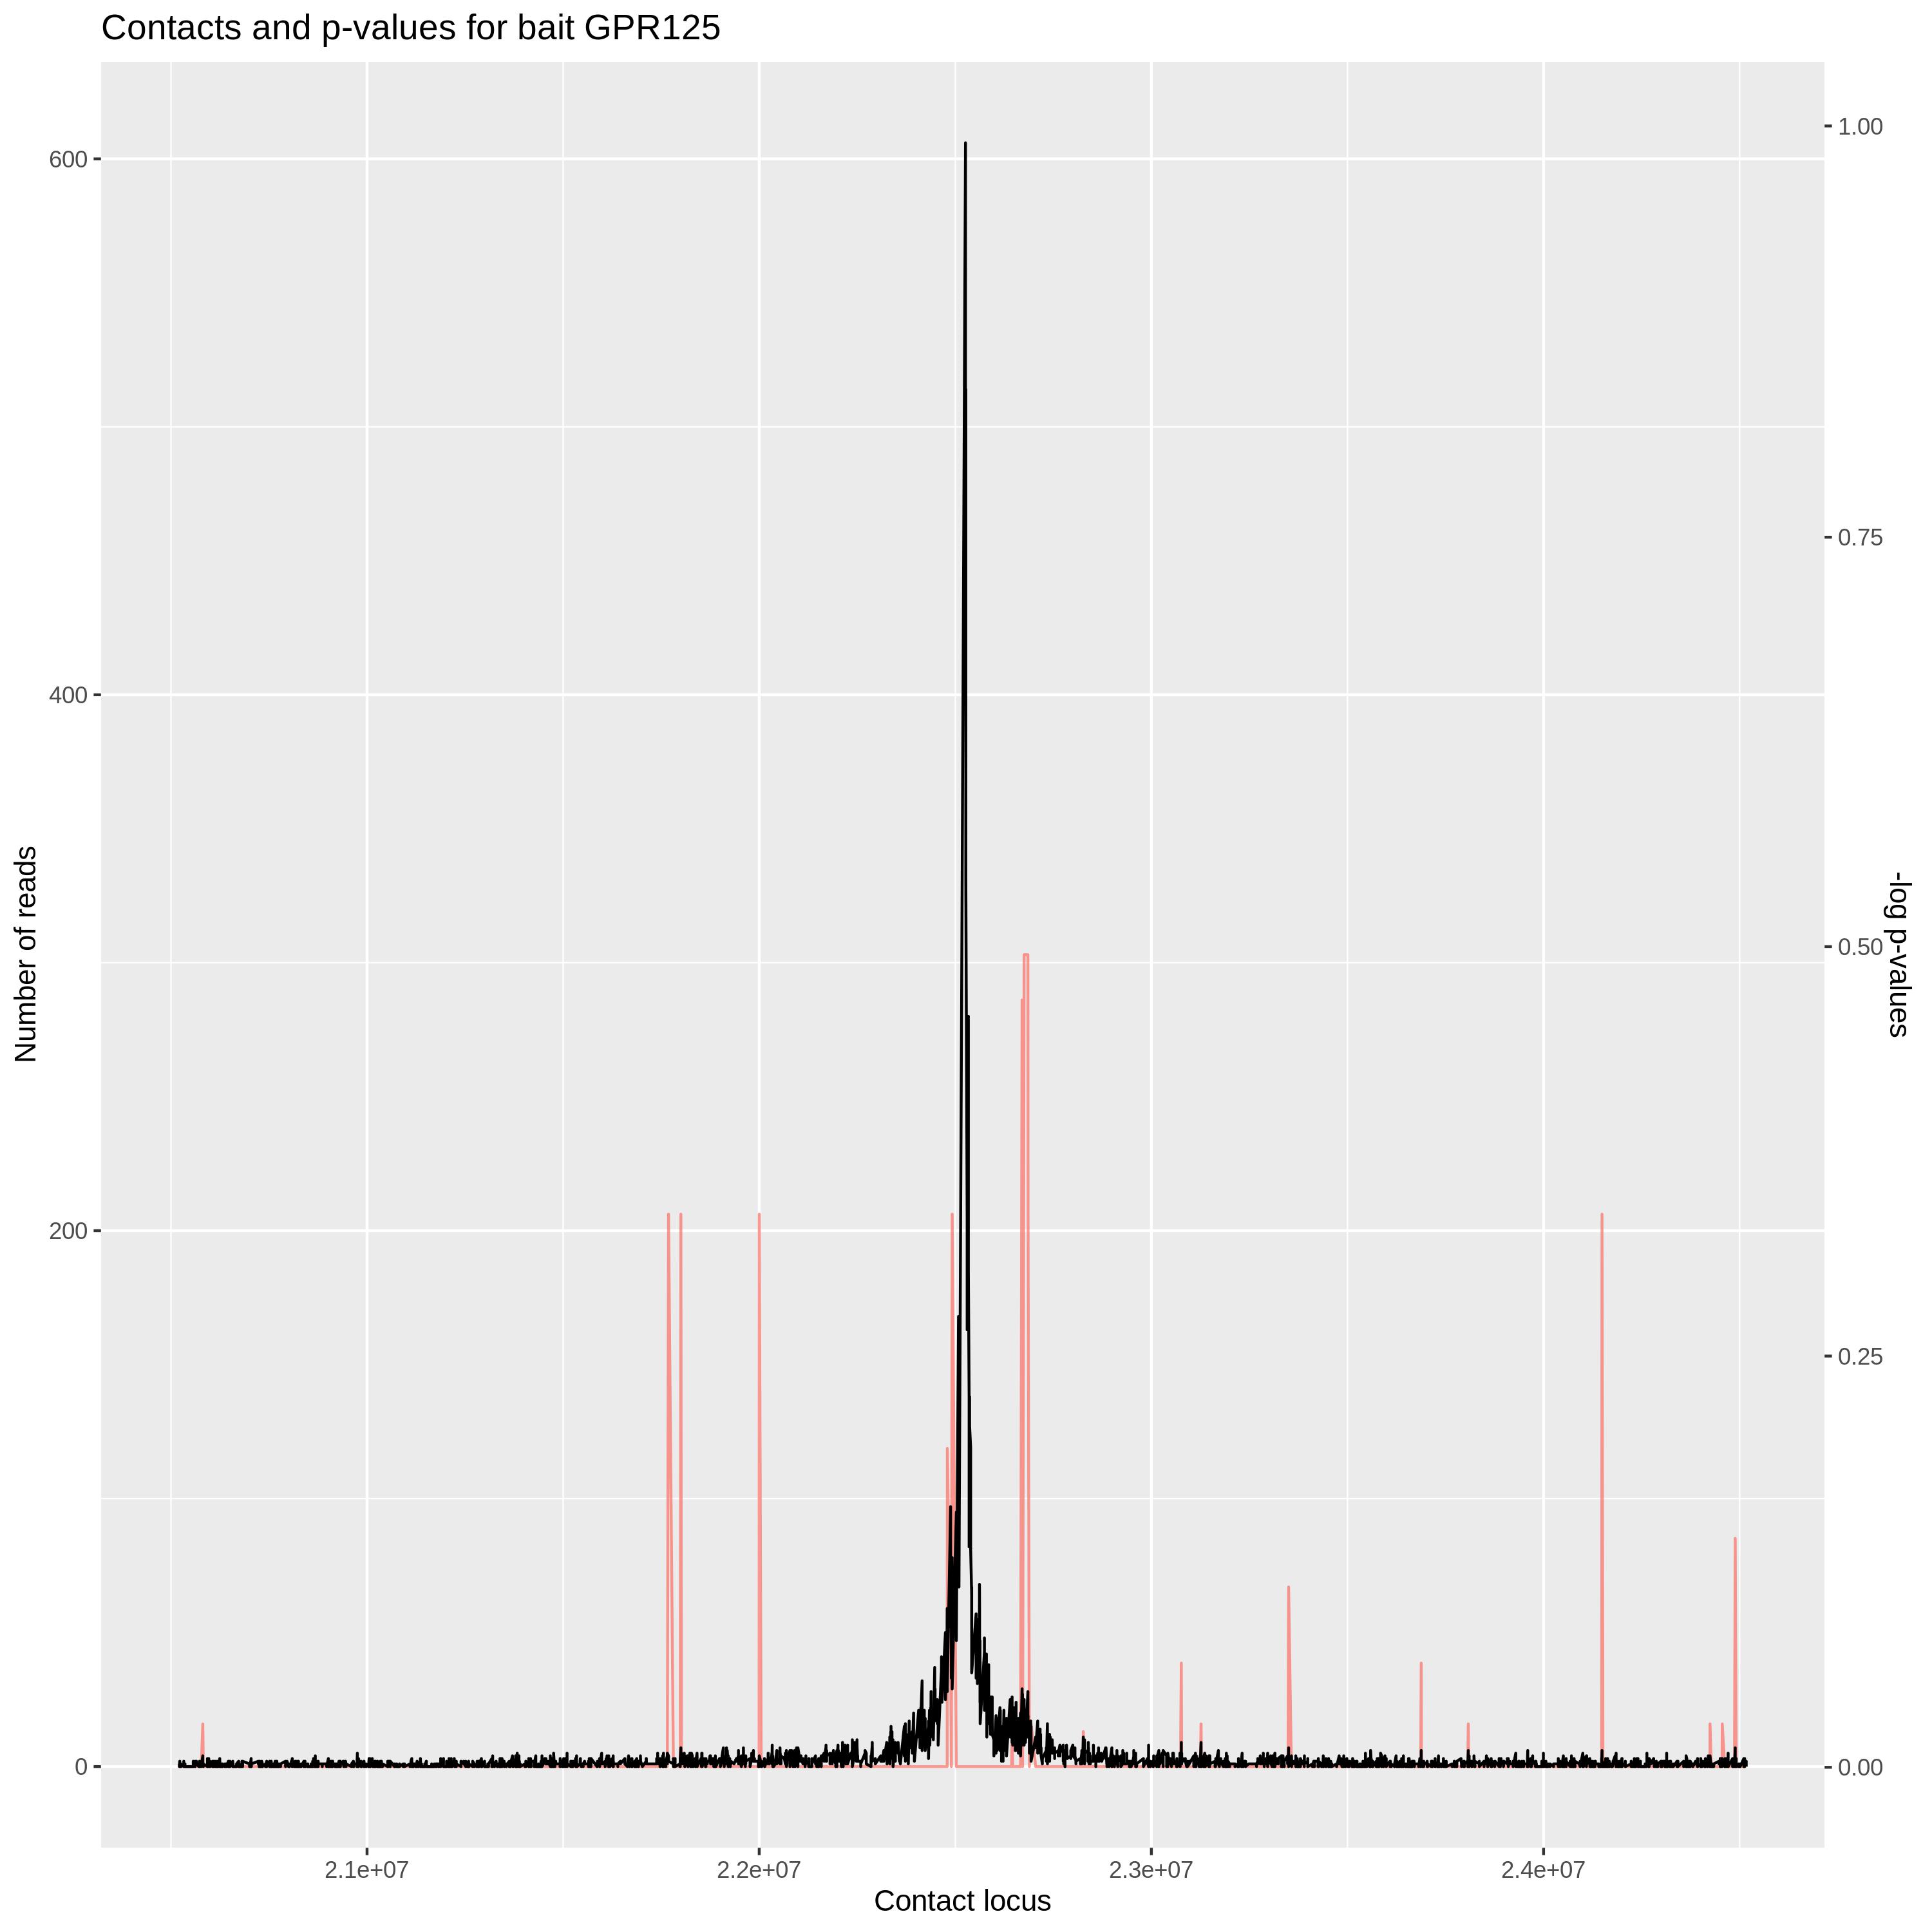 Contacts and p-values for bait GPR125
600
400
200
0
Number of reads
1.00
0.75
0.50
0.25
0.00
-log p-values
2.1e+07
2.2e+07
2.3e+07
2.4e+07
Contact locus